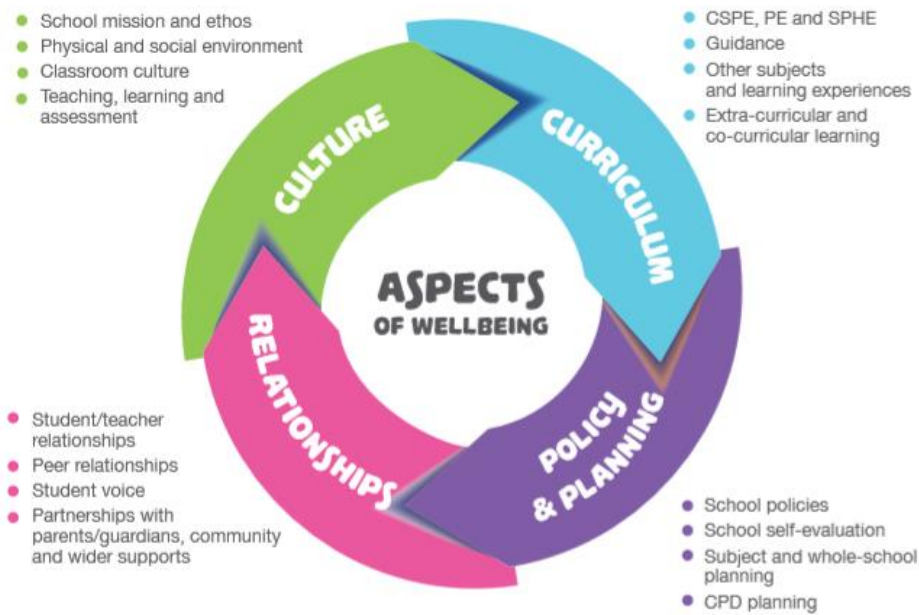 School mission and ethos
Physical and social environment
Classroom culture
Teaching, learning and
assessment
CULTURE
CSPE, PE and SPHE
Guidance
Other subjects
and learning experiences
Extra-curricular and
co-curricular learning
CURRICULUM
ASPECTS
OF WELLBEING
RELATIONSHIPS
Student/teacher
relationships
Peer relationships
Student voice
Partnerships with
parents/guardians, community
and wider supports
POLICY
& PLANNING
School policies
School self-evaluation
Subject and whole-school
planning
CPD planning